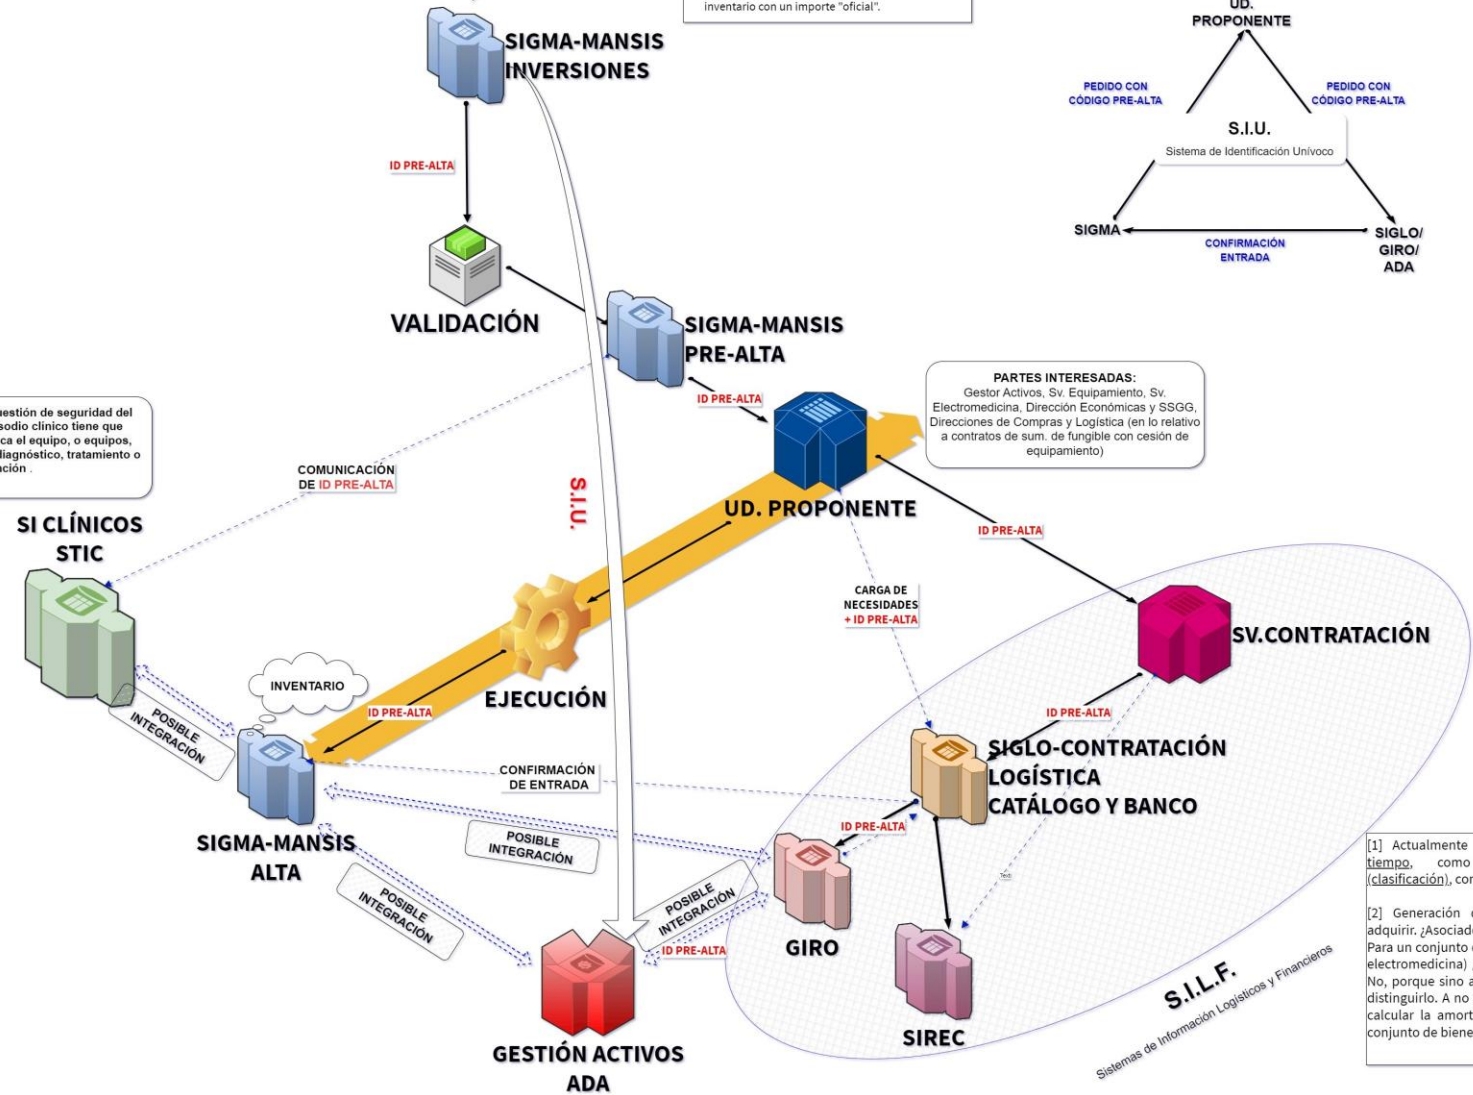 inventario con un importe "oficial".
UD.
PROPONENTE
SIGMA-MANSIS
INVERSIONES
PEDIDO CON
CÓDIGO PRE-ALTA
PEDIDO CON
CÓDIGO PRE-ALTA
S.I.U.
Sistema de Identificación Unívoco
ID PRE-ALTA
SIGMA
CONFIRMACIÓN
ENTRADA
SIGLO/
GIRO/
ADA
VALIDACIÓN
SIGMA-MANSIS
PRE-ALTA
ID PRE-ALTA
PARTES INTERESADAS:
Gestor Activos, Sv. Equipamiento, Sv.
Electromedicina, Dirección Económicas y SSGG,
Direcciones de Compras y Logística (en lo relativo
a contratos de sum. de fungible con cesión de
equipamiento)
uestión de seguridad del
sodio clínico tiene que
ca el equipo, o equipos,
diagnóstico, tratamiento o
nción .
COMUNICACIÓN
DE ID PRE-ALTA
S.I.U.
UD. PROPONENTE
SI CLÍNICOS
STIC
ID PRE-ALTA
CARGA DE
NECESIDADES
+ ID PRE-ALTA
SV.CONTRATACIÓN
INVENTARIO
EJECUCIÓN
ID PRE-ALTA
ID PRE-ALTA
POSIBLE
INTEGRACIÓN
SIGLO-CONTRATACIÓN
LOGÍSTICA
CATÁLOGO Y BANCO
CONFIRMACIÓN
DE ENTRADA
ID PRE-ALTA
SIGMA-MANSIS
ALTA
POSIBLE
INTEGRACIÓN
Text
POSIBLE
INTEGRACIÓN
POSIBLE
INTEGRACIÓN
ID PRE-ALTA
GIRO
SIREC
GESTIÓN ACTIVOS
ADA
S.I.L.F.
Sistemas de Información Logísticos y Financieros
[1] Actualmente
tiempo, como
(clasificación), con
[2] Generación
adquirir. ¿Asociad
Para un conjunto
electromedicina)
No, porque sino a
distinguirlo. A no
calcular la amort
conjunto de biene